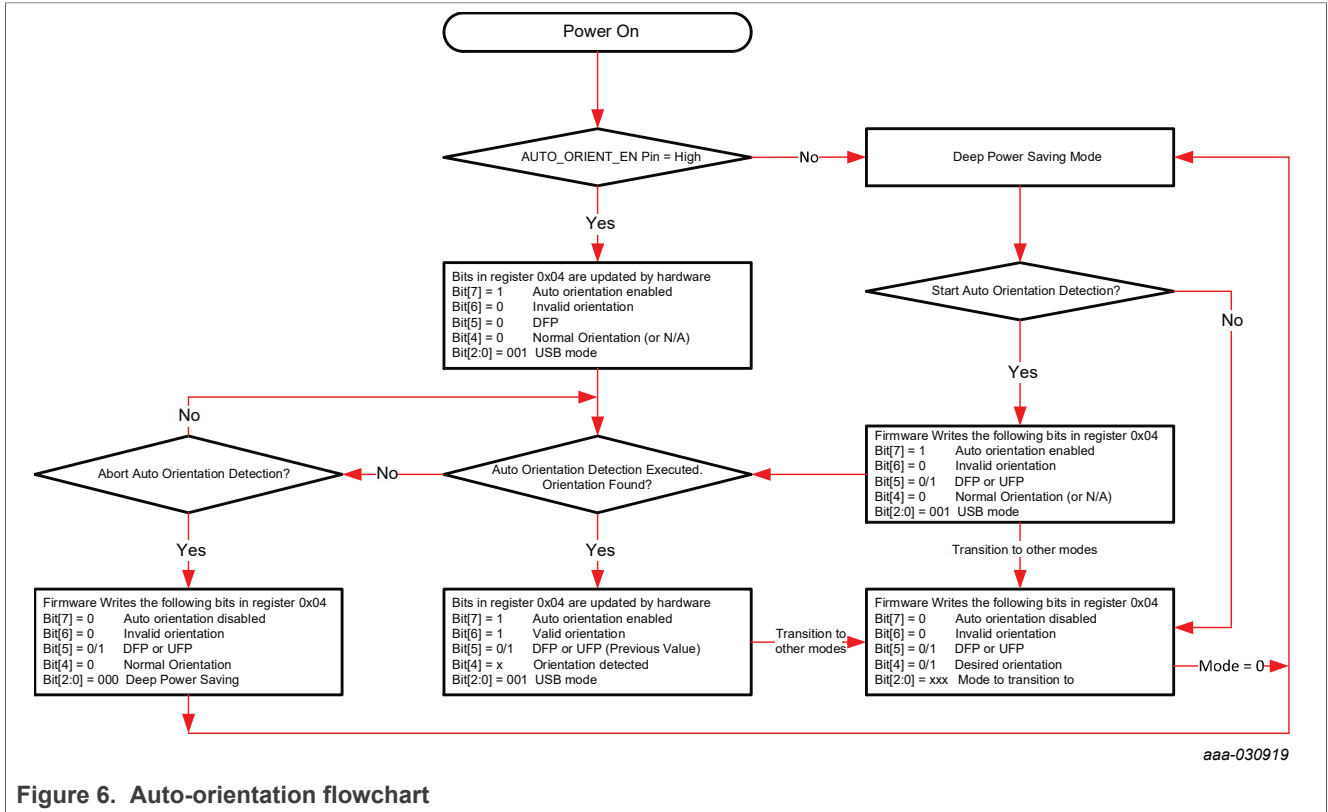 Power On
AUTO_ORIENT_EN Pin = High
No
Deep Power Saving Mode
Yes
Bits in register 0x04 are updated by hardware
Bit[7] = 1 Auto orientation enabled
Bit[6] = 0 Invalid orientation
Bit[5] = 0 DFP
Bit[4] = 0 Normal Orientation (or N/A)
Bit[2:0] = 001 USB mode
Start Auto Orientation Detection?
No
Yes
No
Abort Auto Orientation Detection?
No
Auto Orientation Detection Executed.
Orientation Found?
Firmware Writes the following bits in register 0x04
Bit[7] = 1 Auto orientation enabled
Bit[6] = 0 Invalid orientation
Bit[5] = 0/1 DFP or UFP
Bit[4] = 0 Normal Orientation (or N/A)
Bit[2:0] = 001 USB mode
Yes
Yes
Transition to other modes
Firmware Writes the following bits in register 0x04
Bit[7] = 0 Auto orientation disabled
Bit[6] = 0 Invalid orientation
Bit[5] = 0/1 DFP or UFP
Bit[4] = 0 Normal Orientation
Bit[2:0] = 000 Deep Power Saving
Bits in register 0x04 are updated by hardware
Bit[7] = 1 Auto orientation enabled
Bit[6] = 1 Valid orientation
Bit[5] = 0/1 DFP or UFP (Previous Value)
Bit[4] = x Orientation detected
Bit[2:0] = 001 USB mode
Transition to
other modes
Firmware Writes the following bits in register 0x04
Bit[7] = 0 Auto orientation disabled
Bit[6] = 0 Invalid orientation
Bit[5] = 0/1 DFP or UFP
Bit[4] = 0/1 Desired orientation
Bit[2:0] = xxx Mode to transition to
Mode = 0
aaa-030919
Figure 6. Auto-orientation flowchart